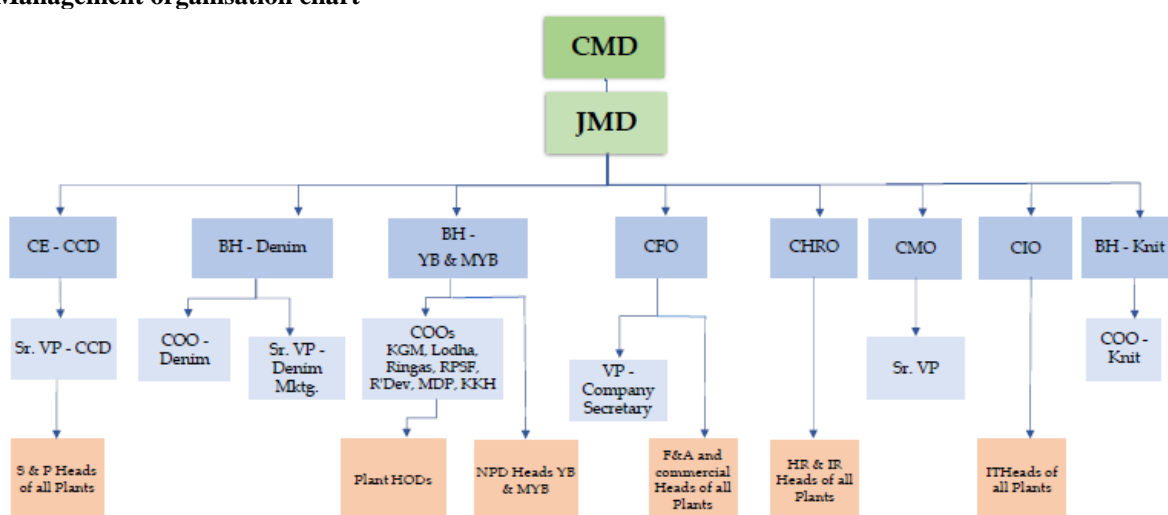 Management organisation chart
CMD
JMD
CE - CCD
BH - Denim
BH -
YB & MYB
CFO
CHRO
CMO
CIO
BH - Knit
Sr. VP - CCD
COO -
Denim
Sr. VP -
Denim
Mktg.
COOs
KGM, Lodha,
Ringas, RPSF,
R'Dev, MDP, KKH
VP -
Company
Secretary
Sr. VP
COO -
Knit
S & P Heads
of all Plants
Plant HODs
NPD Heads YB
& MYB
F&A and
commercial
Heads of all
Plants
HR & IR
Heads of all
Plants
ITHeads of
all Plants